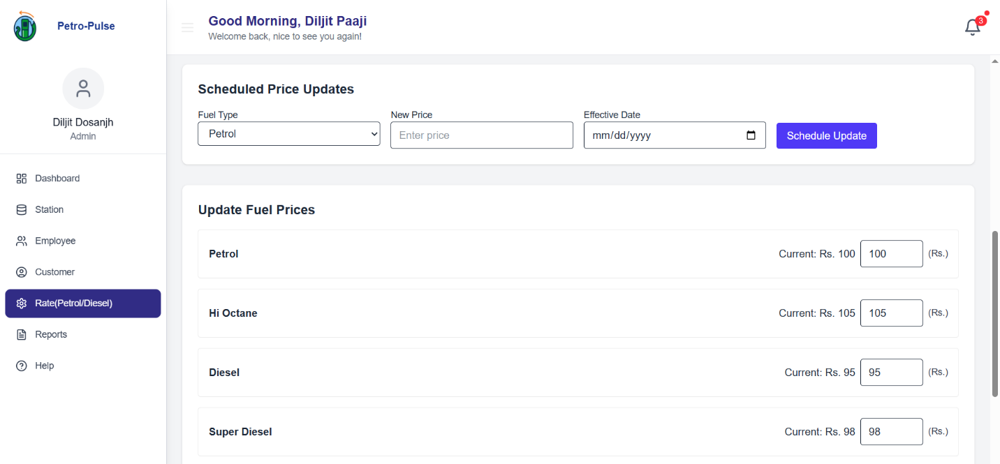 Petro-Pulse
Good Morning, Diljit Paaji
Welcome back, nice to see you again!
3
Diljit Dosanjh
Admin
Dashboard
Station
Employee
Customer
Rate(Petrol/Diesel)
Reports
Help
Scheduled Price Updates
Fuel Type
New Price
Effective Date
Petrol
Enter price
mm/dd/yyyy
Schedule Update
Update Fuel Prices
Petrol
Current: Rs. 100
100
(Rs.)
Hi Octane
Current: Rs. 105
105
(Rs.)
Diesel
Current: Rs. 95
95
(Rs.)
Super Diesel
Current: Rs. 98
98
(Rs.)